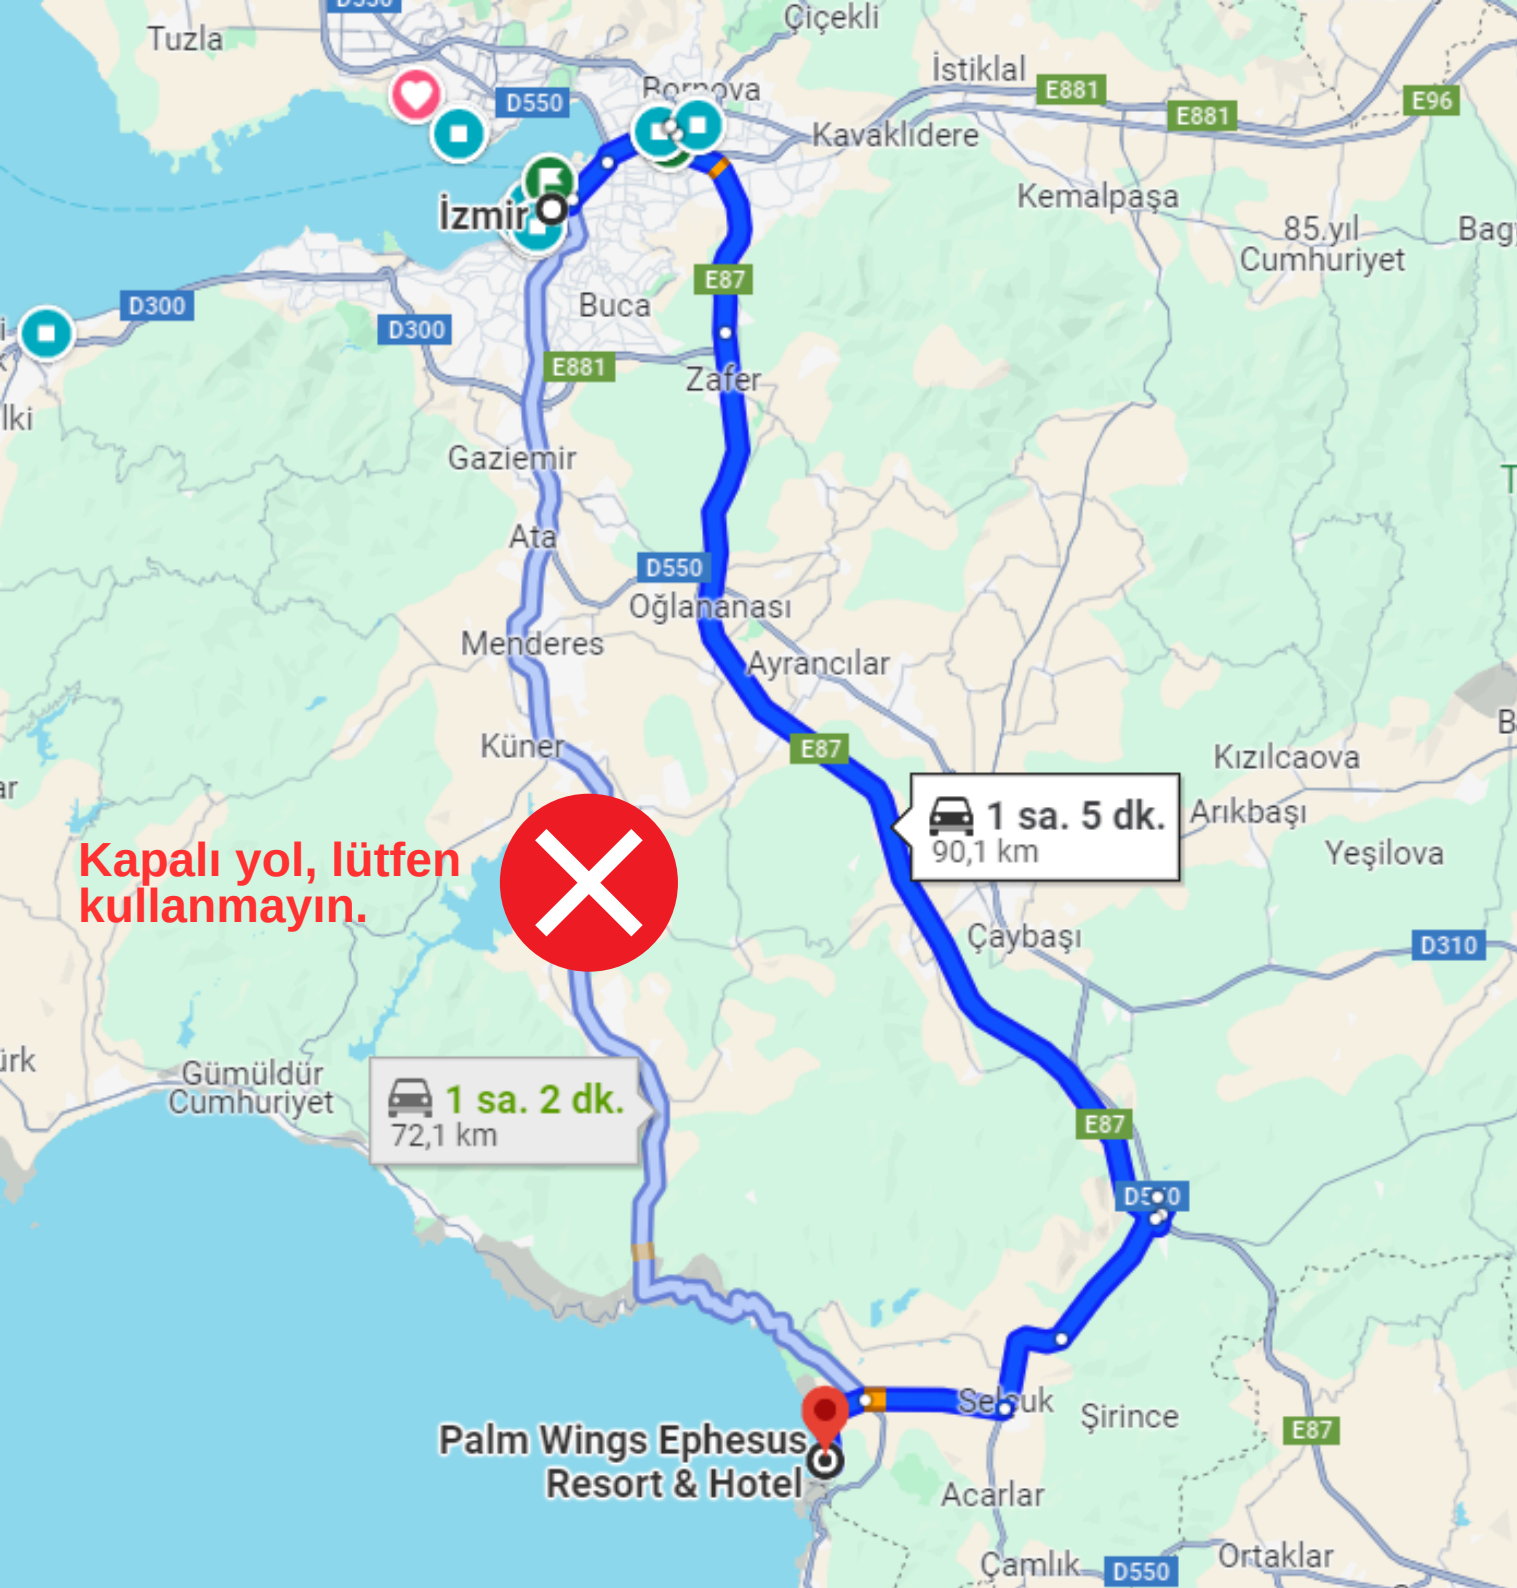 D550
Çiçekli
Tuzla
İstiklal
Bornova
E881
D550
E96
E881
Kavaklıdere
Kemalpaşa
İzmir
85.yıl
Cumhuriyet
E87
D300
Buca
D300
E881
Zafer
lki
Gaziemir
Ata
D550
Oğlananası
Menderes
Ayrancılar
Küner
E87
Kızılcaova
1 sa. 5 dk.
90,1 km
Arıkbaşı
Yeşilova
Kapalı yol, lütfen
kullanmayın.
Çaybaşı
D310
Gümüldür
Cumhuriyet
1 sa. 2 dk.
72,1 km
E87
D550
Selçuk
Şirince
Palm Wings Ephesus
Resort & Hotel
E87
Acarlar
Çamlık
D550
Ortaklar